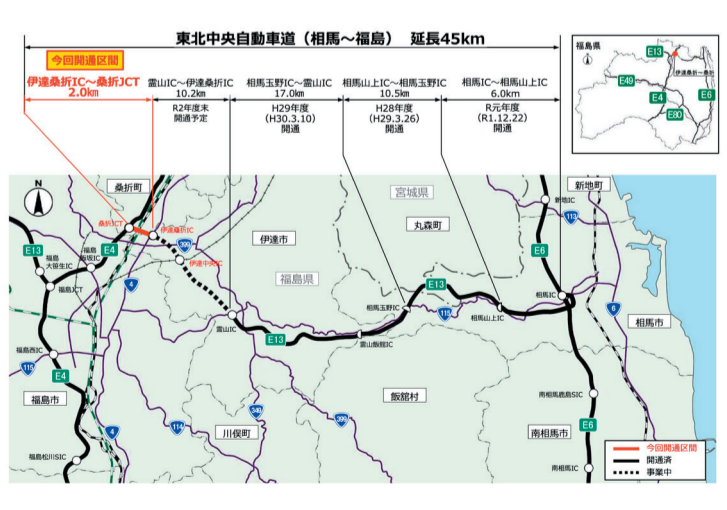 東北中央自動車道（相馬～福島）　延長45km
今回開通区間
伊達桑折IC～桑折JCT
2.0km
霊山IC～伊達桑折IC
10.2km
R2年度末
開通予定
相馬玉野IC～霊山IC
17.0km
H29年度
(H30.3.10)
開通
相馬山上IC～相馬玉野IC
10.5km
H28年度
(H29.3.26)
開通
相馬IC～相馬山上IC
6.0km
R元年度
(R1.12.22)
開通
福島県
E13
伊達桑折～桑折
E49
E4
E6
E80
N
桑折町
宮城県
新地町
桑折JCT
伊達桑折IC
新地IC
113
丸森町
E13
福島
大笹生IC
福島
飯坂IC
E4
399
伊達市
E6
伊達中央IC
福島県
4
福島JCT
E13
相馬玉野IC
115
相馬山上IC
相馬IC
6
相馬市
霊山IC
E13
霊山飯舘IC
福島西IC
115
E4
福島市
飯舘村
南相馬鹿島SIC
349
399
114
4
川俣町
E6
南相馬市
福島松川SIC
南相馬IC
今回開通区間
開通済
事業中